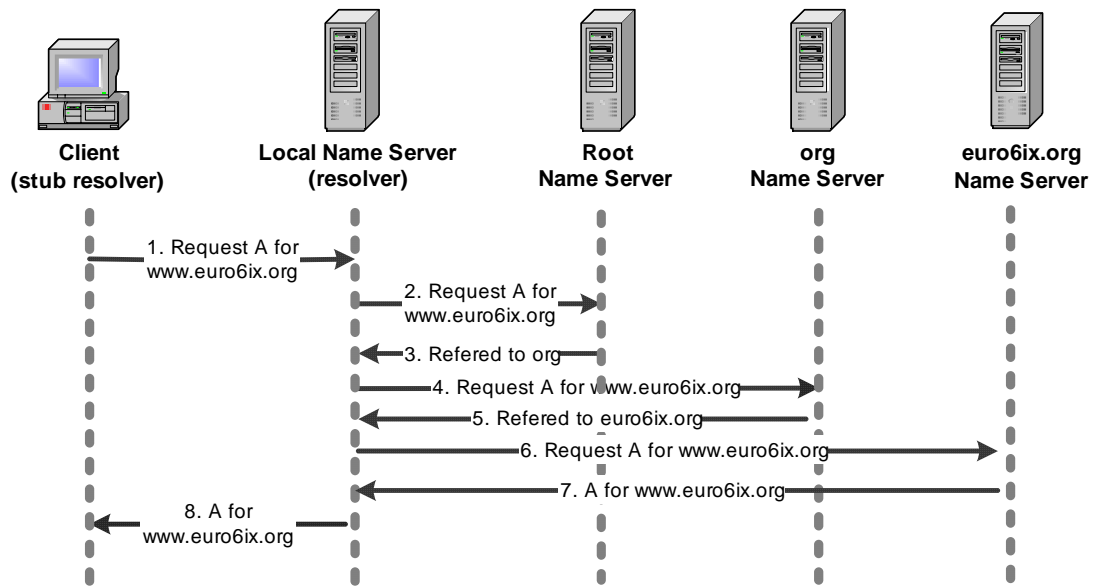 Client
(stub resolver)
Local Name Server
(resolver)
Root
Name Server
org
Name Server
euro6ix.org
Name Server
1. Request A for
www.euro6ix.org
2. Request A for
www.euro6ix.org
3. Refered to org
4. Request A for www.euro6ix.org
5. Refered to euro6ix.org
6. Request A for www.euro6ix.org
7. A for www.euro6ix.org
8. A for
www.euro6ix.org